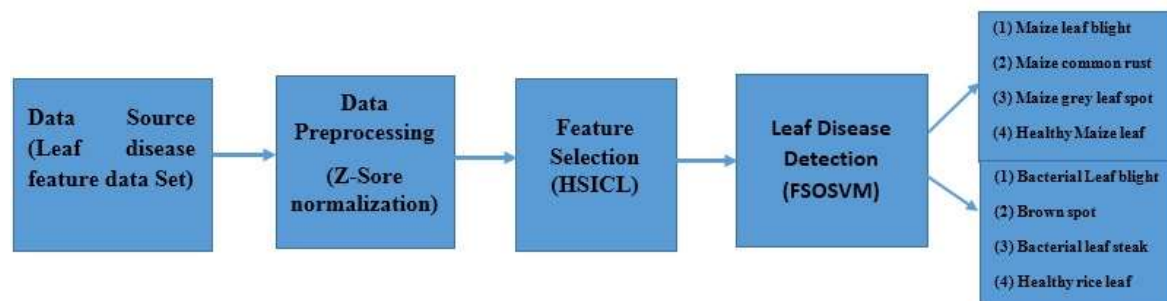 Data Source
(Leaf disease
feature data Set)
Data
Preprocessing
(Z-Sore
normalization)
Feature
Selection
(HSICL)
Leaf Disease
Detection
(FSOSVM)
(1) Maize leaf blight
(2) Maize common rust
(3) Maize grey leaf spot
(4) Healthy Maize leaf
(1) Bacterial Leaf blight
(2) Brown spot
(3) Bacterial leaf steak
(4) Healthy rice leaf